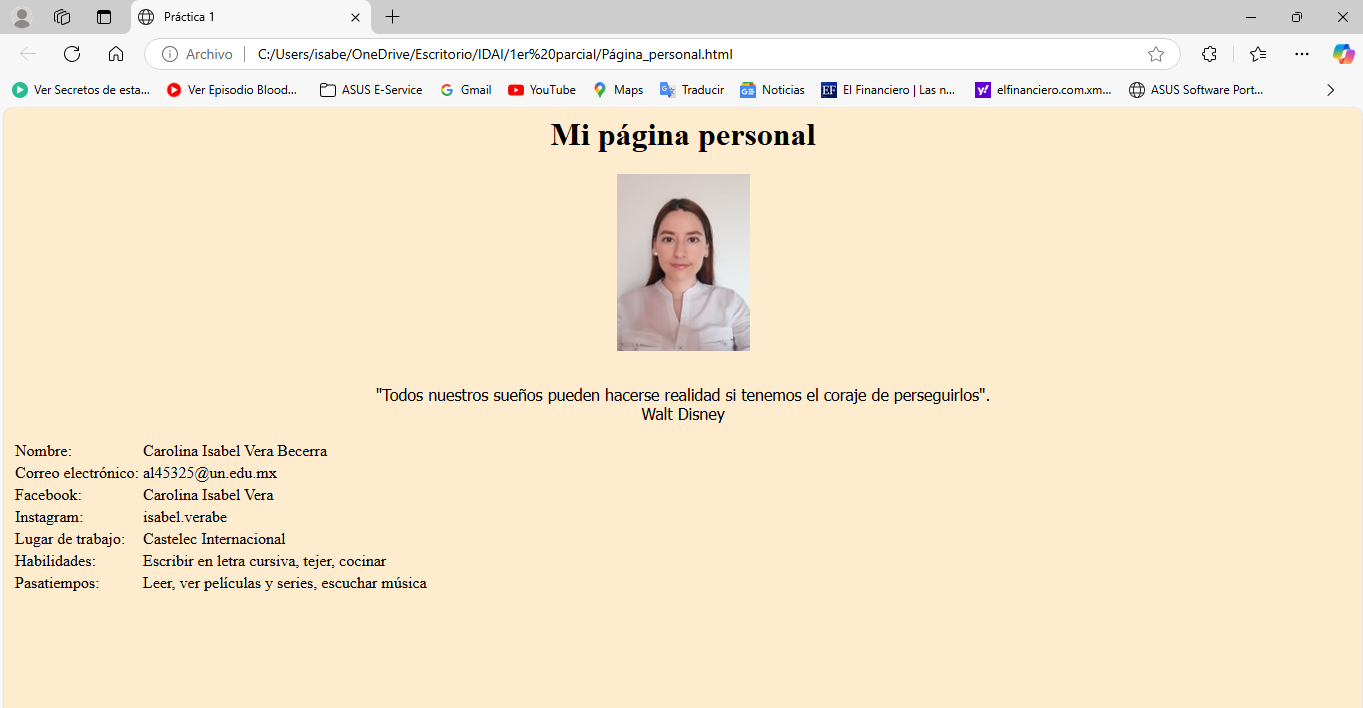 Práctica 1
Archivo C:/Users/isabe/OneDrive/Escritorio/IDAI/1er%20parcial/Página_personal.html
Ver Secretos de esta... Ver Episodio Blood... ASUS E-Service Gmail YouTube Maps Traducir Noticias EF El Financiero | Las n... elfinanciero.com.xm... ASUS Software Port...
Mi página personal
"Todos nuestros sueños pueden hacerse realidad si tenemos el coraje de perseguirlos".
Walt Disney
Nombre: Carolina Isabel Vera Becerra
Correo electrónico: al45325@un.edu.mx
Facebook: Carolina Isabel Vera
Instagram: isabel.verabe
Lugar de trabajo: Castelec Internacional
Habilidades: Escribir en letra cursiva, tejer, cocinar
Pasatiempos: Leer, ver películas y series, escuchar música